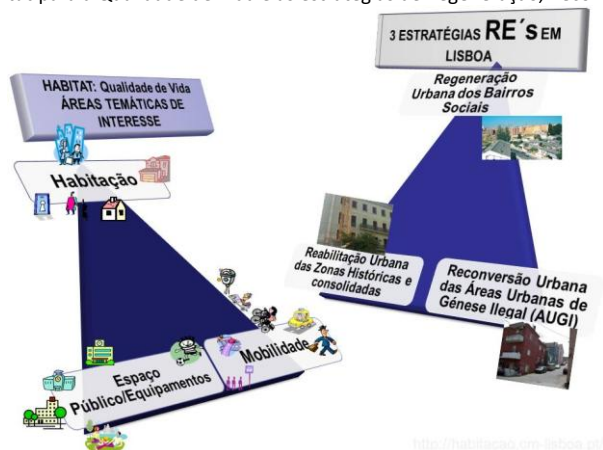 HABITAT: Qualidade de Vida
ÁREAS TEMÁTICAS DE
INTERESSE
Habitação
Espaço
Público/Equipamentos
Mobilidade
3 ESTRATÉGIAS RE´s EM
LISBOA
Regeneração
Urbana dos Bairros
Sociais
Reabilitação Urbana
das Zonas Históricas e
consolidadas
Reconversão Urbana
das Áreas Urbanas de
Génese Ilegal (AUGI)
http://habitacao.cm-lisboa.pt/